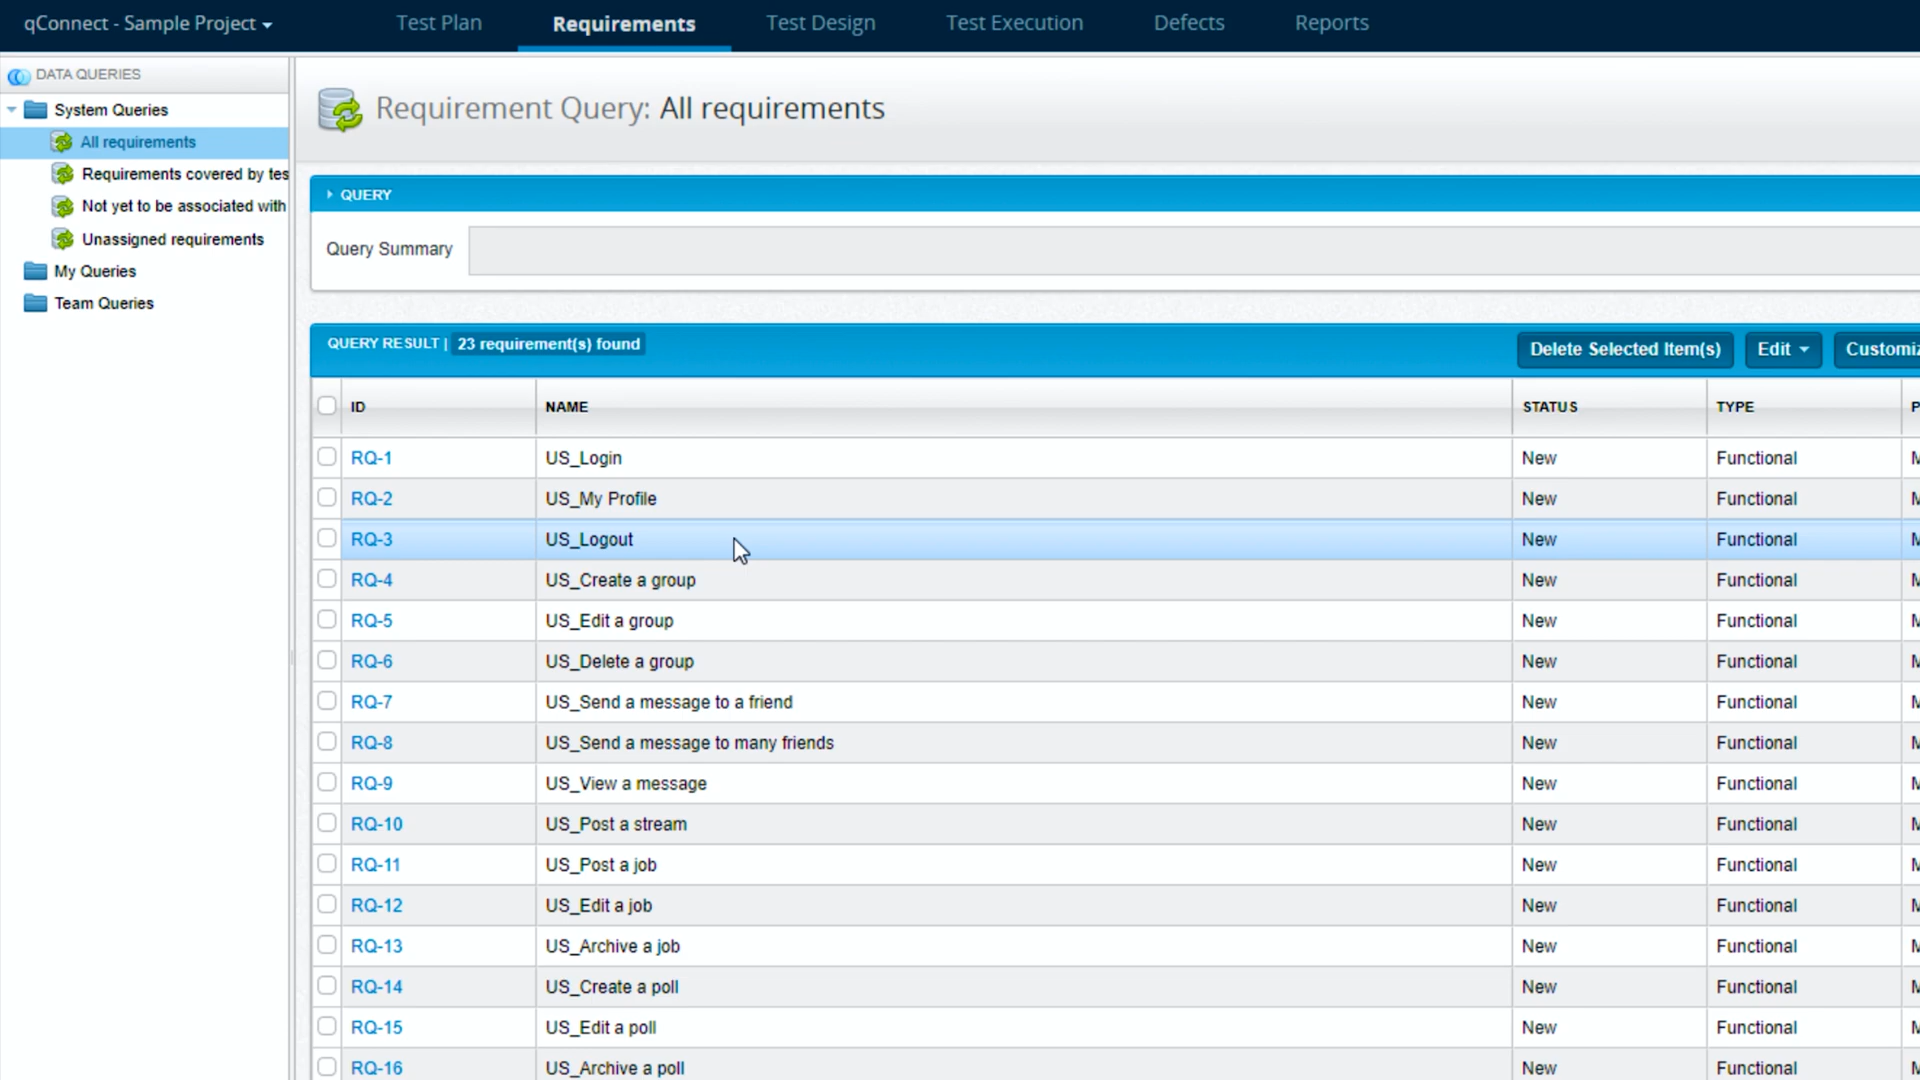 qConnect - Sample Project
Test Plan
Requirements
Test Design
Test Execution
Defects
Reports
DATA QUERIES
System Queries
All requirements
Requirements covered by tes
Not yet to be associated with
Unassigned requirements
My Queries
Team Queries
Requirement Query: All requirements
QUERY
Query Summary
QUERY RESULT | 23 requirement(s) found
Delete Selected Item(s)
Edit
Customiz
ID NAME STATUS TYPE P
RQ-1 US_Login New Functional M
RQ-2 US_My Profile New Functional M
RQ-3 US_Logout New Functional M
RQ-4 US_Create a group New Functional M
RQ-5 US_Edit a group New Functional M
RQ-6 US_Delete a group New Functional M
RQ-7 US_Send a message to a friend New Functional M
RQ-8 US_Send a message to many friends New Functional M
RQ-9 US_View a message New Functional M
RQ-10 US_Post a stream New Functional M
RQ-11 US_Post a job New Functional M
RQ-12 US_Edit a job New Functional M
RQ-13 US_Archive a job New Functional M
RQ-14 US_Create a poll New Functional M
RQ-15 US_Edit a poll New Functional M
RQ-16 US_Archive a poll New Functional M